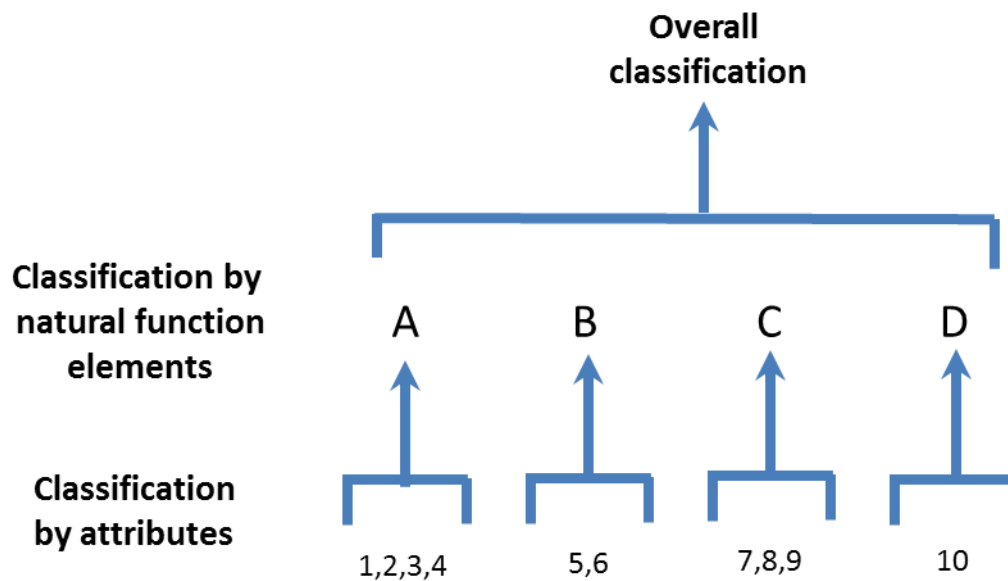 Overall
classification
Classification by
natural function
elements
A B C D
Classification
by attributes
1,2,3,4 5,6 7,8,9 10